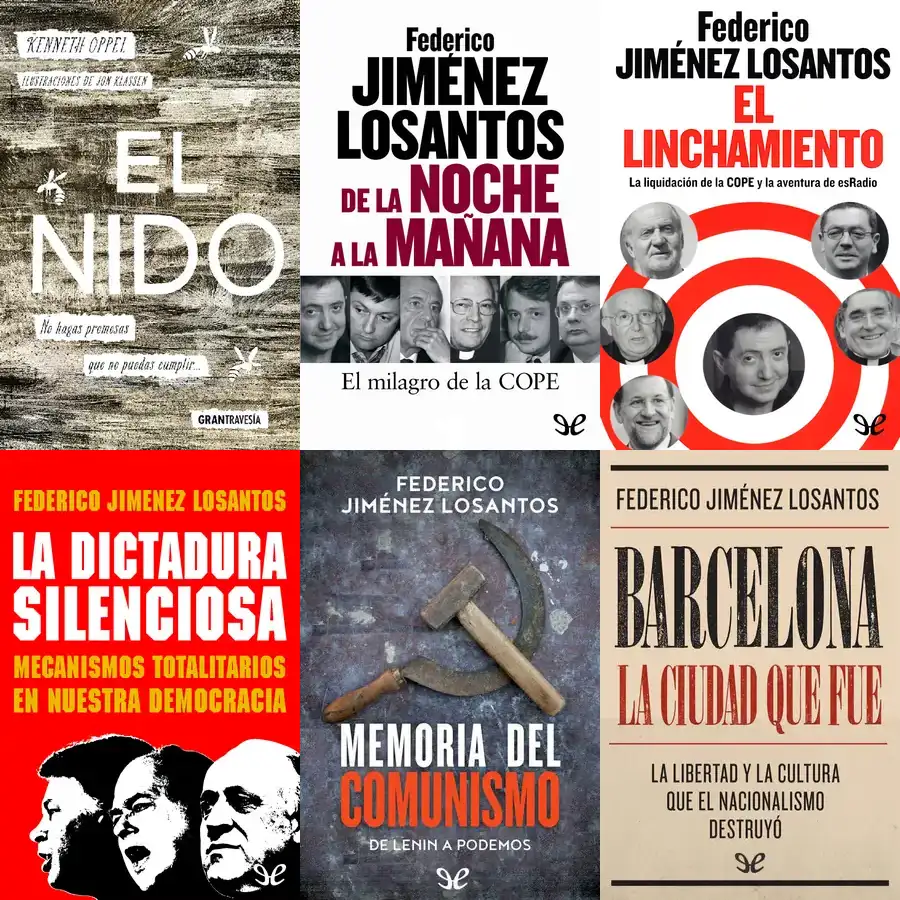 KENNETH OPPEL
ILUSTRACIONES DE JON KLASSEN
EL
NIDO
No hagas promesas
que no puedas cumplir...
GRANTRAVESÍA
Federico
JIMÉNEZ
LOSANTOS
DE LA NOCHE
A LA MAÑANA
El milagro de la COPE
Federico
JIMÉNEZ LOSANTOS
EL
LINCHAMIENTO
La liquidación de la COPE y la aventura de esRadio
FEDERICO JIMENEZ LOSANTOS
LA DICTADURA
SILENCIOSA
MECANISMOS TOTALITARIOS
EN NUESTRA DEMOCRACIA
FEDERICO
JIMÉNEZ LOSANTOS
MEMORIA DEL
COMUNISMO
DE LENIN A PODEMOS
FEDERICO JIMÉNEZ LOSANTOS
BARCELONA
LA CIUDAD QUE FUE
LA LIBERTAD Y LA CULTURA
QUE EL NACIONALISMO
DESTRUYÓ